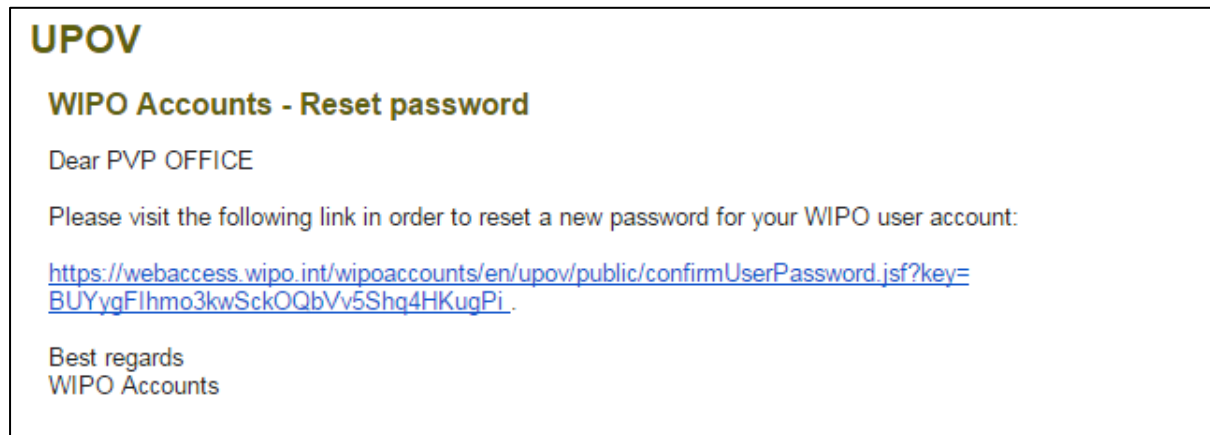 UPOV
WIPO Accounts - Reset password
Dear PVP OFFICE
Please visit the following link in order to reset a new password for your WIPO user account:
https://webaccess.wipo.int/wipoaccounts/en/upov/public/confirmUserPassword.jsf?key=
BUYygFIhmo3kwSckOQbVv5Shq4HKugPi .
Best regards
WIPO Accounts